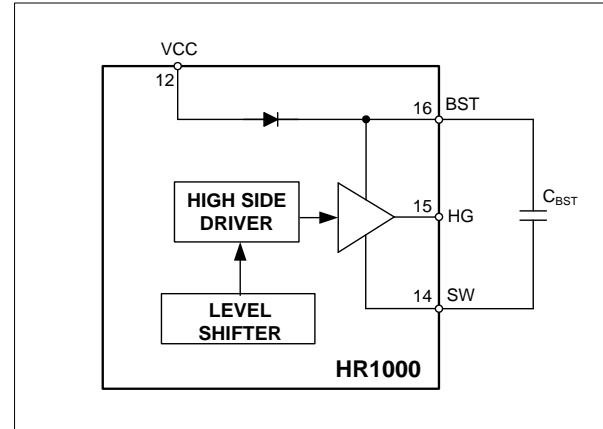 VCC
12
16 BST
HIGH SIDE
DRIVER
15 HG
C_BST
LEVEL
SHIFTER
14 SW
HR1000